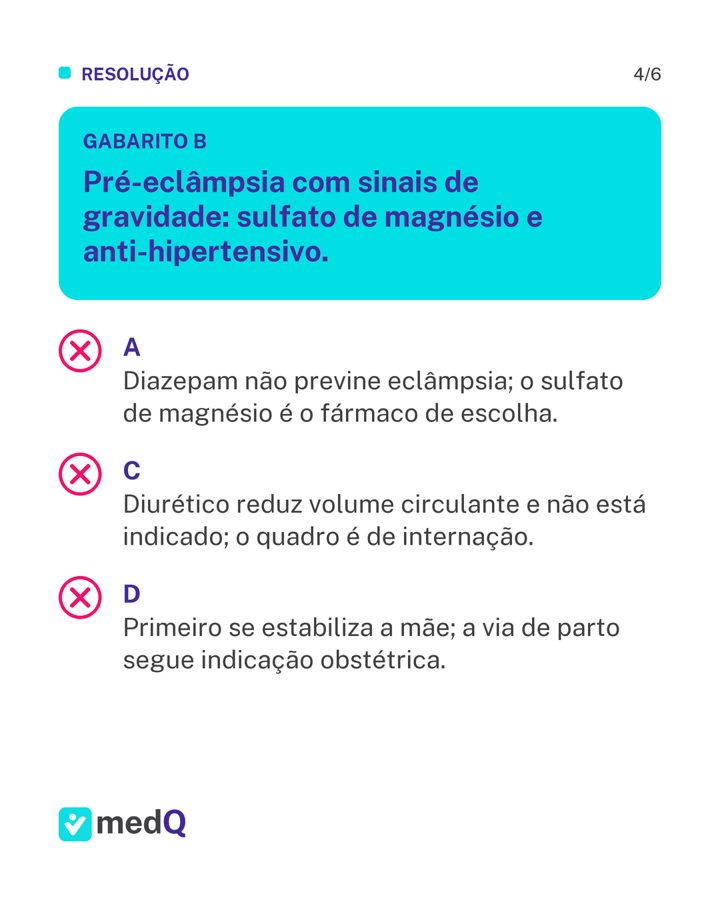 RESOLUÇÃO
4/6
GABARITO B
Pré-eclâmpsia com sinais de
gravidade: sulfato de magnésio e
anti-hipertensivo.
A
Diazepam não previne eclâmpsia; o sulfato
de magnésio é o fármaco de escolha.
C
Diurético reduz volume circulante e não está
indicado; o quadro é de internação.
D
Primeiro se estabiliza a mãe; a via de parto
segue indicação obstétrica.
medQ